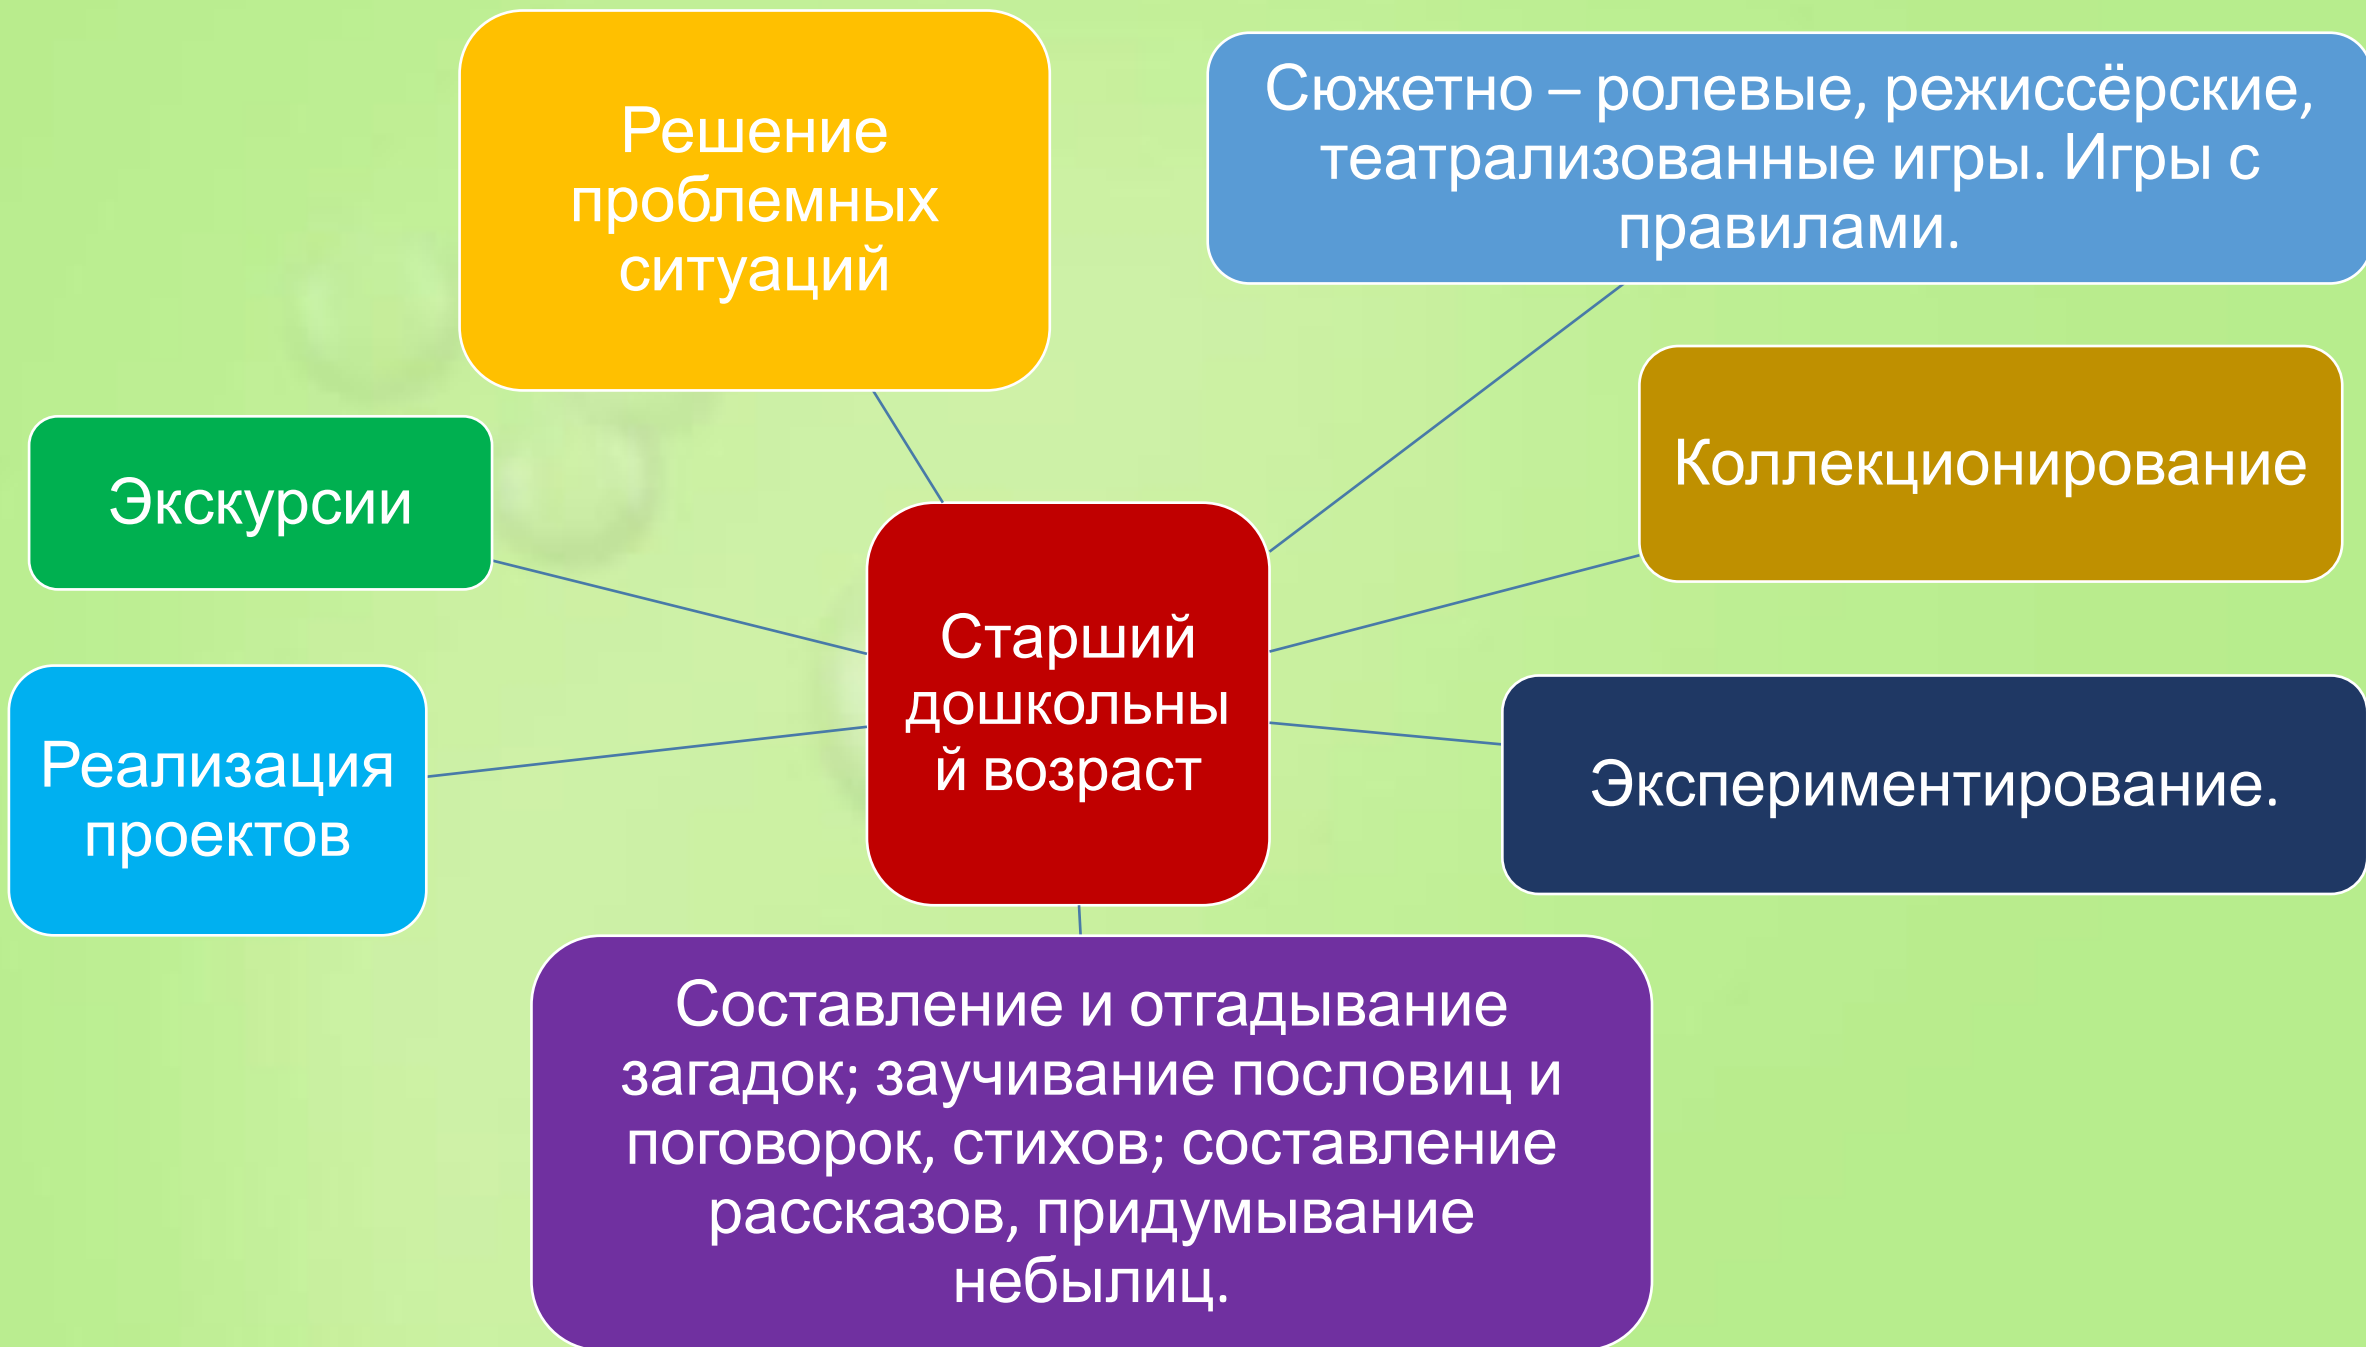 Решение
проблемных
ситуаций
Сюжетно – ролевые, режиссёрские,
театрализованные игры. Игры с
правилами.
Экскурсии
Коллекционирование
Старший
дошкольны
й возраст
Реализация
проектов
Экспериментирование.
Составление и отгадывание
загадок; заучивание пословиц и
поговорок, стихов; составление
рассказов, придумывание
небылиц.